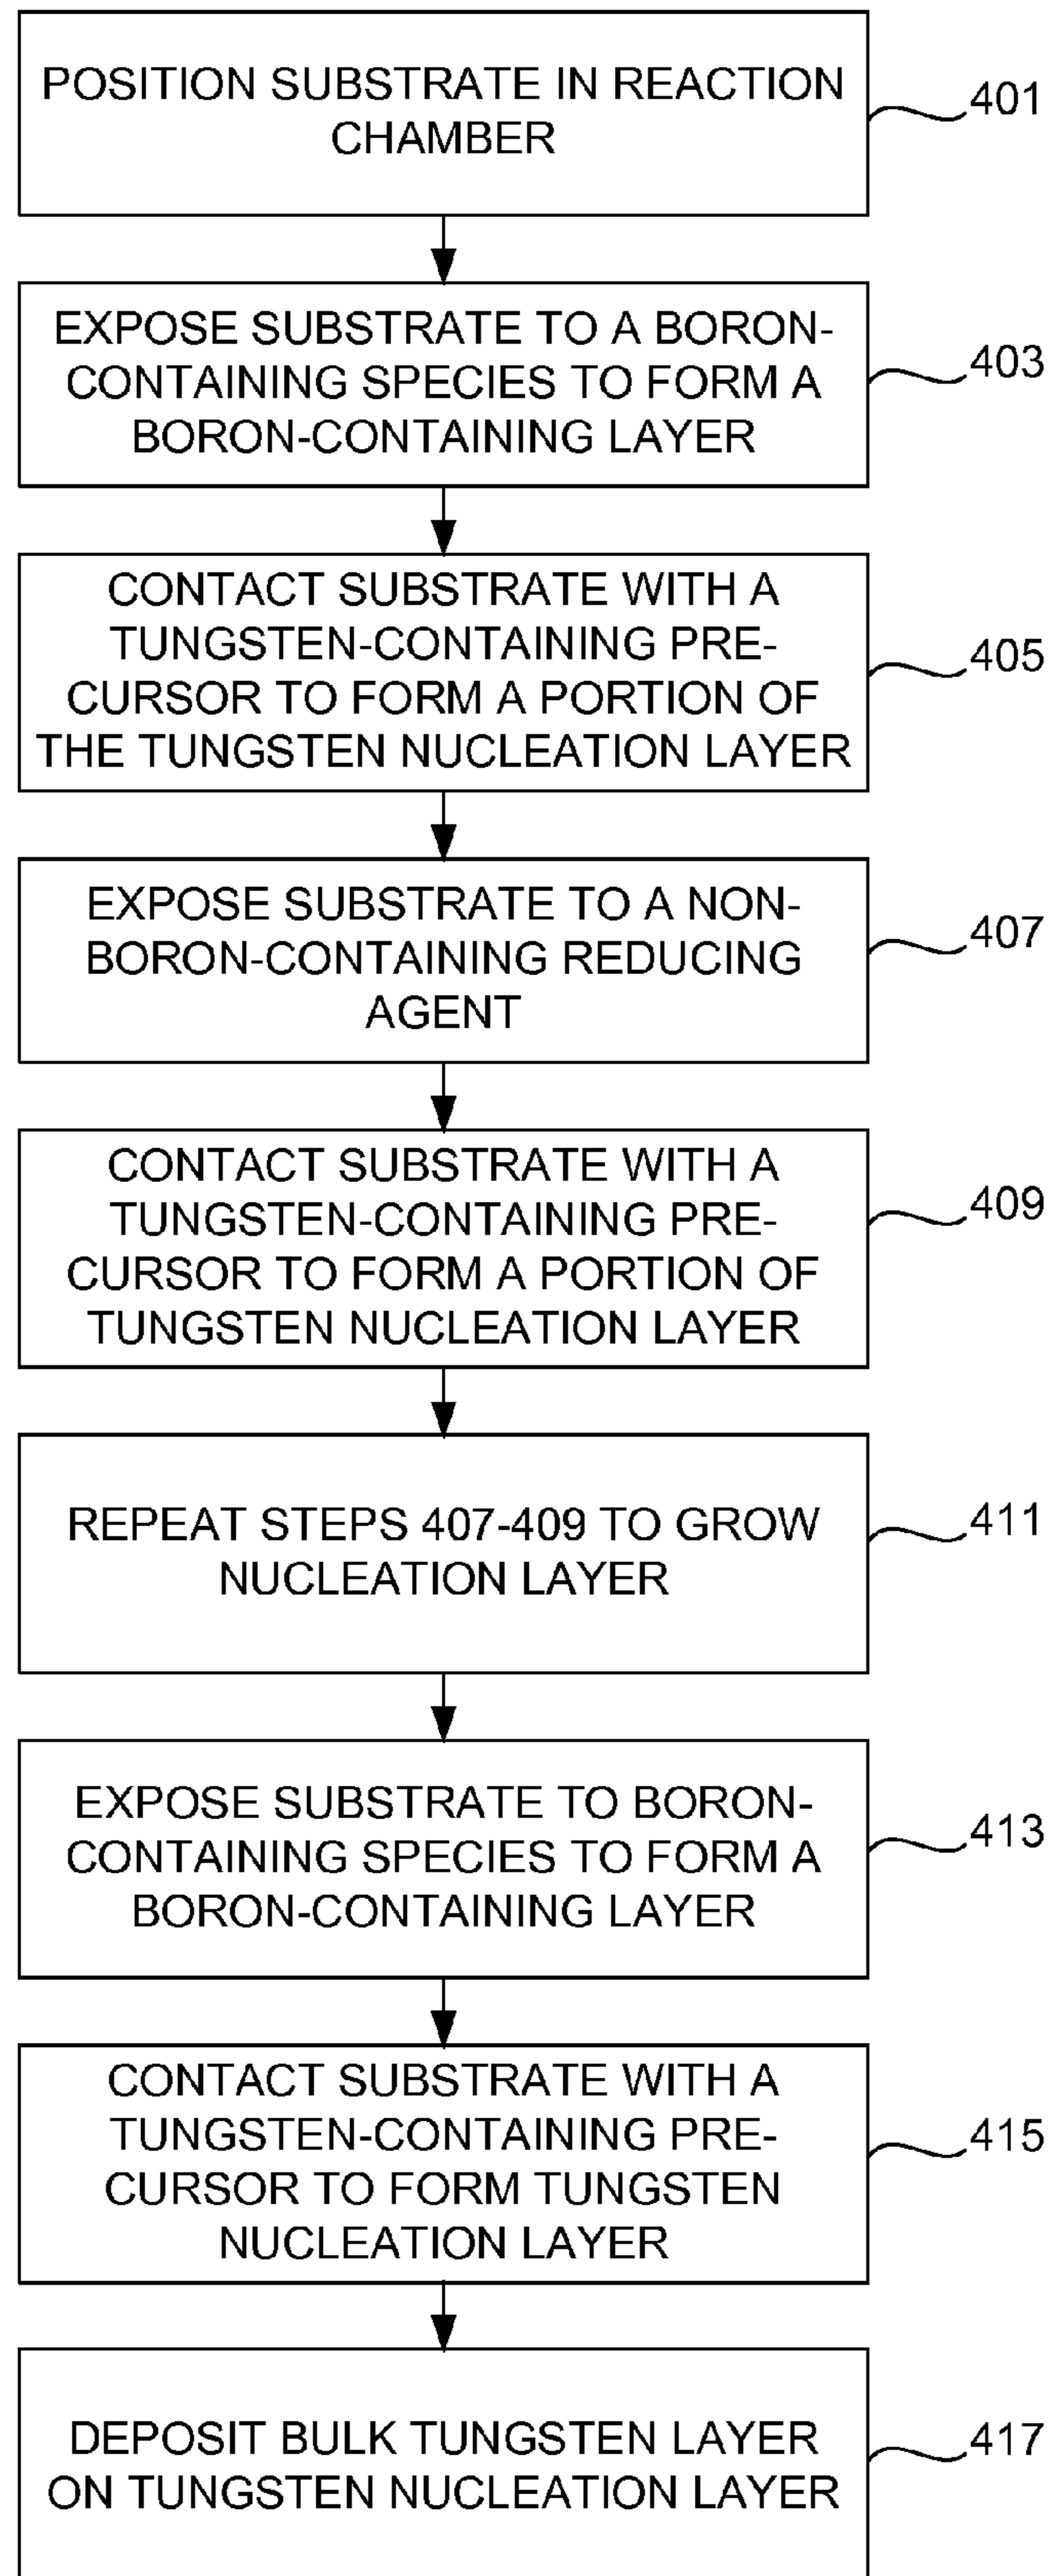 POSITION SUBSTRATE IN REACTION
CHAMBER
401
EXPOSE SUBSTRATE TO A BORON-
CONTAINING SPECIES TO FORM A
BORON-CONTAINING LAYER
403
CONTACT SUBSTRATE WITH A
TUNGSTEN-CONTAINING PRE-
CURSOR TO FORM A PORTION OF
THE TUNGSTEN NUCLEATION LAYER
405
EXPOSE SUBSTRATE TO A NON-
BORON-CONTAINING REDUCING
AGENT
407
CONTACT SUBSTRATE WITH A
TUNGSTEN-CONTAINING PRE-
CURSOR TO FORM A PORTION OF
TUNGSTEN NUCLEATION LAYER
409
REPEAT STEPS 407-409 TO GROW
NUCLEATION LAYER
411
EXPOSE SUBSTRATE TO BORON-
CONTAINING SPECIES TO FORM A
BORON-CONTAINING LAYER
413
CONTACT SUBSTRATE WITH A
TUNGSTEN-CONTAINING PRE-
CURSOR TO FORM TUNGSTEN
NUCLEATION LAYER
415
DEPOSIT BULK TUNGSTEN LAYER
ON TUNGSTEN NUCLEATION LAYER
417